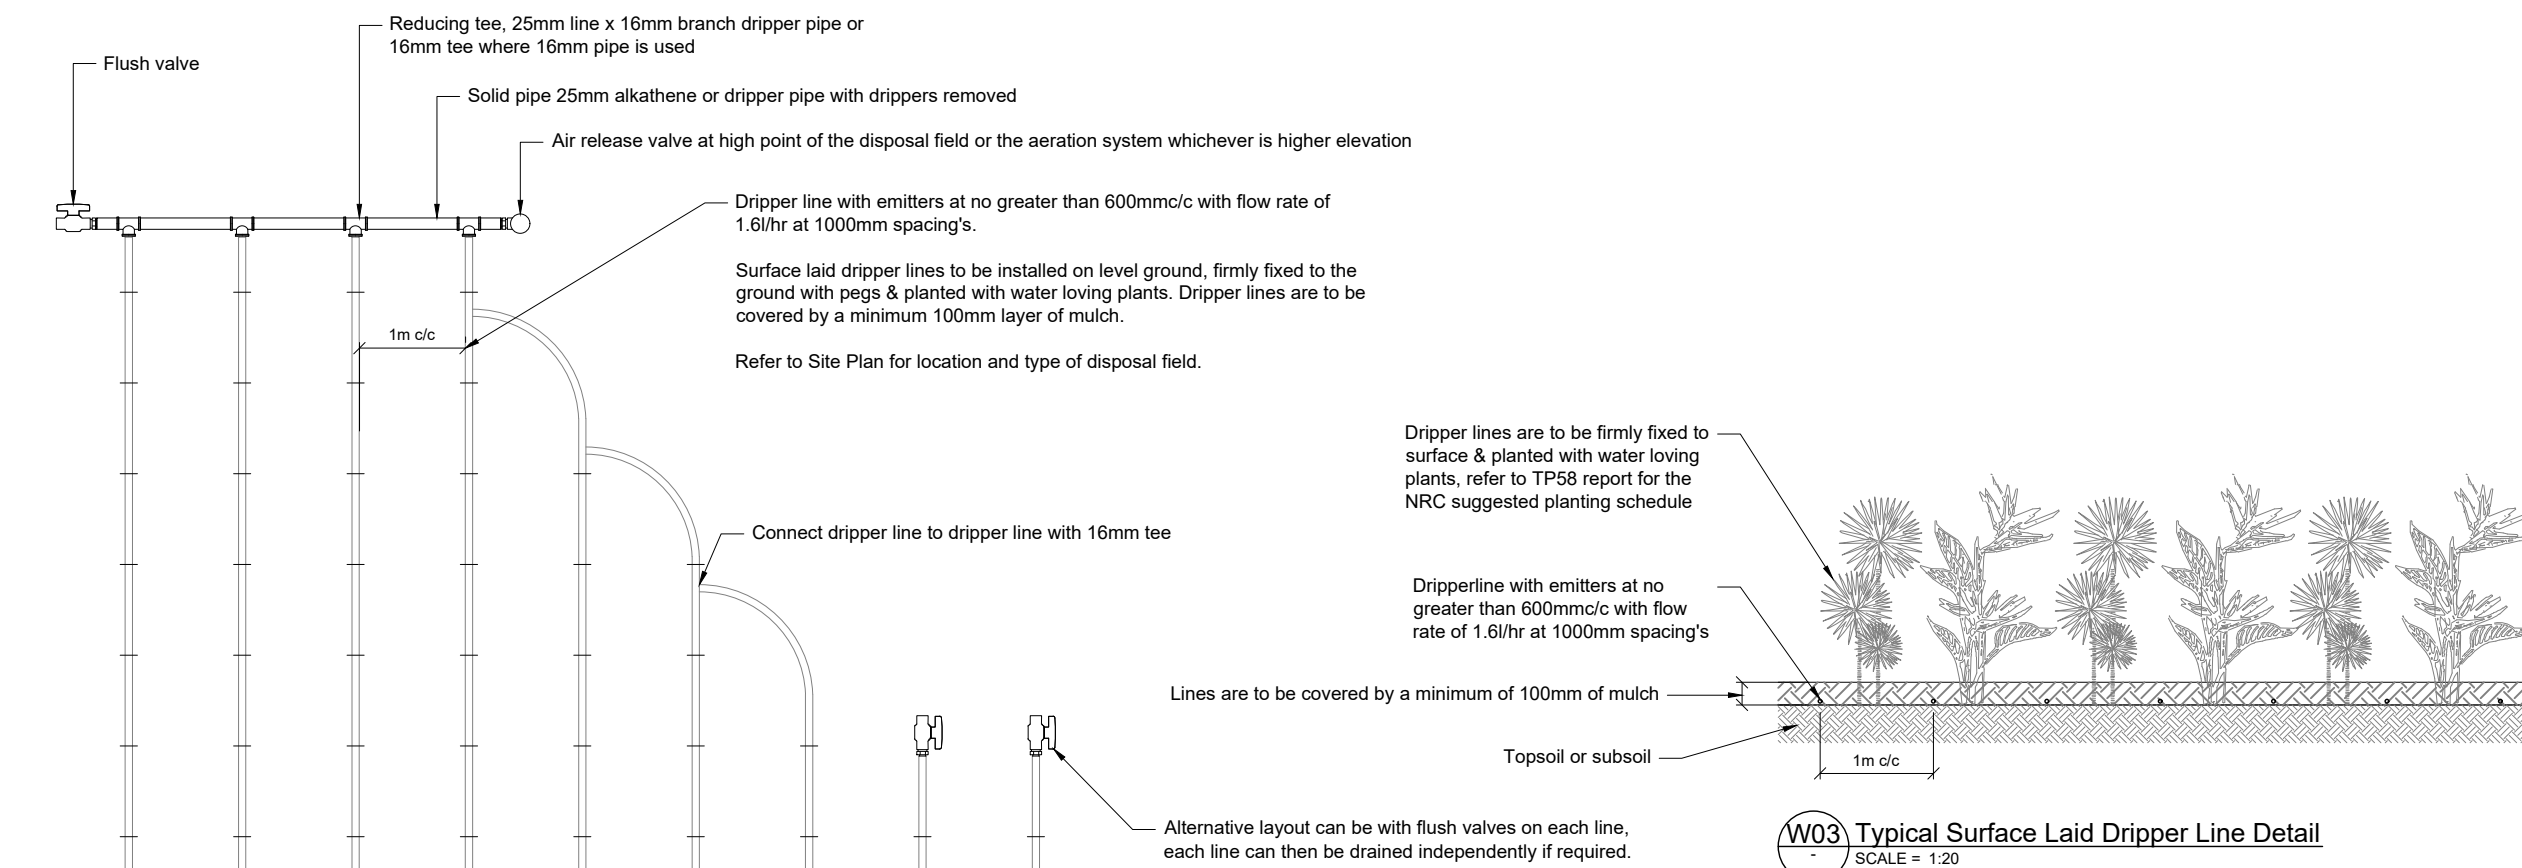 Reducing tee, 25mm line x 16mm branch dripper pipe or
16mm tee where 16mm pipe is used
Flush valve
Solid pipe 25mm alkathene or dripper pipe with drippers removed
Air release valve at high point of the disposal field or the aeration system whichever is higher elevation
Dripper line with emitters at no greater than 600mmc/c with flow rate of
1.6l/hr at 1000mm spacing's.
Surface laid dripper lines to be installed on level ground, firmly fixed to the
ground with pegs & planted with water loving plants. Dripper lines are to be
covered by a minimum 100mm layer of mulch.
1m c/c
Refer to Site Plan for location and type of disposal field.
Dripper lines are to be firmly fixed to
surface & planted with water loving
plants, refer to TP58 report for the
NRC suggested planting schedule
Connect dripper line to dripper line with 16mm tee
Dripperline with emitters at no
greater than 600mmc/c with flow
rate of 1.6l/hr at 1000mm spacing's
Lines are to be covered by a minimum of 100mm of mulch
Topsoil or subsoil
1m c/c
Alternative layout can be with flush valves on each line,
each line can then be drained independently if required.
W03 Typical Surface Laid Dripper Line Detail
- SCALE = 1:20